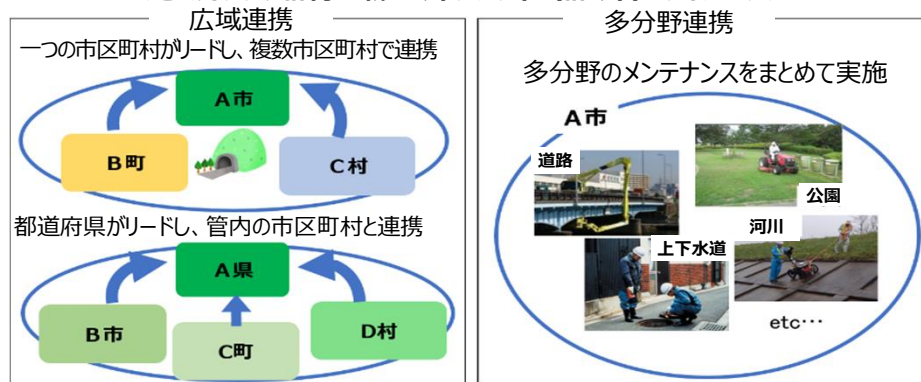 広域連携
一つの市区町村がリードし、複数市区町村で連携
A市
B町
C村
都道府県がリードし、管内の市区町村と連携
A県
B市
C町
D村
多分野連携
多分野のメンテナンスをまとめて実施
A市
道路
公園
河川
上下水道
etc…